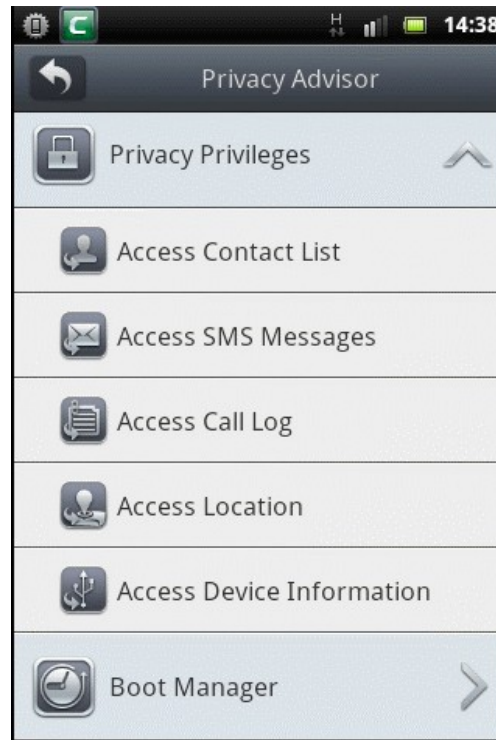 H
14:38
Privacy Advisor
Privacy Privileges
Access Contact List
Access SMS Messages
Access Call Log
Access Location
Access Device Information
Boot Manager